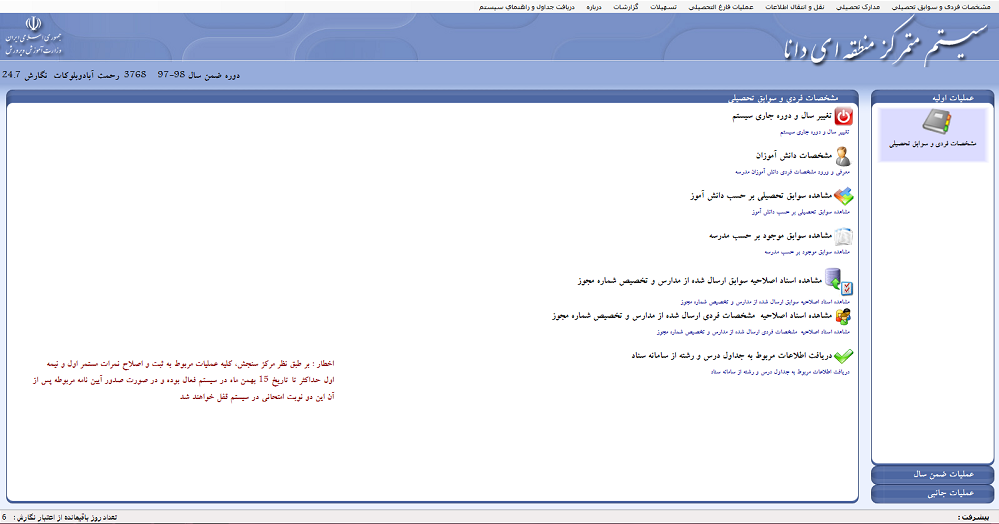 مشخصات فردی و سوابق تحصیلی   مدارک تحصیلی   نقل و انتقال اطلاعات   عملیات فارغ التحصیلی   تسهیلات   گزارشات   درباره   دریافت جداول و راهنمای سیستم
سیستم متمرکز منطقه ای دانا
جمهوری اسلامی ایران
وزارت آموزش و پرورش
دوره ضمن سال 98-97   3768 رحمت آبادوبلوکات نگارش 24.7
عملیات اولیه
مشخصات فردی و سوابق تحصیلی
مشخصات فردی و سوابق تحصیلی
تغییر سال و دوره جاری سیستم
تغییر سال و دوره جاری سیستم
مشخصات دانش آموزان
معرفی و ورود مشخصات فردی دانش آموزان مدرسه
مشاهده سوابق تحصیلی بر حسب دانش آموز
مشاهده سوابق تحصیلی بر حسب دانش آموز
مشاهده سوابق موجود بر حسب مدرسه
مشاهده سوابق موجود بر حسب مدرسه
مشاهده اسناد اصلاحیه سوابق ارسال شده از مدارس و تخصیص شماره مجوز
مشاهده اسناد اصلاحیه سوابق ارسال شده از مدارس و تخصیص شماره مجوز
مشاهده اسناد اصلاحیه مشخصات فردی ارسال شده از مدارس و تخصیص شماره مجوز
مشاهده اسناد اصلاحیه مشخصات فردی ارسال شده از مدارس و تخصیص شماره مجوز
دریافت اطلاعات مربوط به جداول درس و رشته از سامانه سناد
دریافت اطلاعات مربوط به جداول درس و رشته از سامانه سناد
اخطار : بر طبق نظر مرکز سنجش، کلیه عملیات مربوط به ثبت و اصلاح نمرات مستمر اول و نیمه
اول حداکثر تا تاریخ 15 بهمن ماه در سیستم فعال بوده و در صورت صدور آیین نامه مربوطه پس از
آن این دو نوبت امتحانی در سیستم قفل خواهند شد
عملیات ضمن سال
عملیات جانبی
پیشرفت :
تعداد روز باقیمانده از اعتبار نگارش : 6